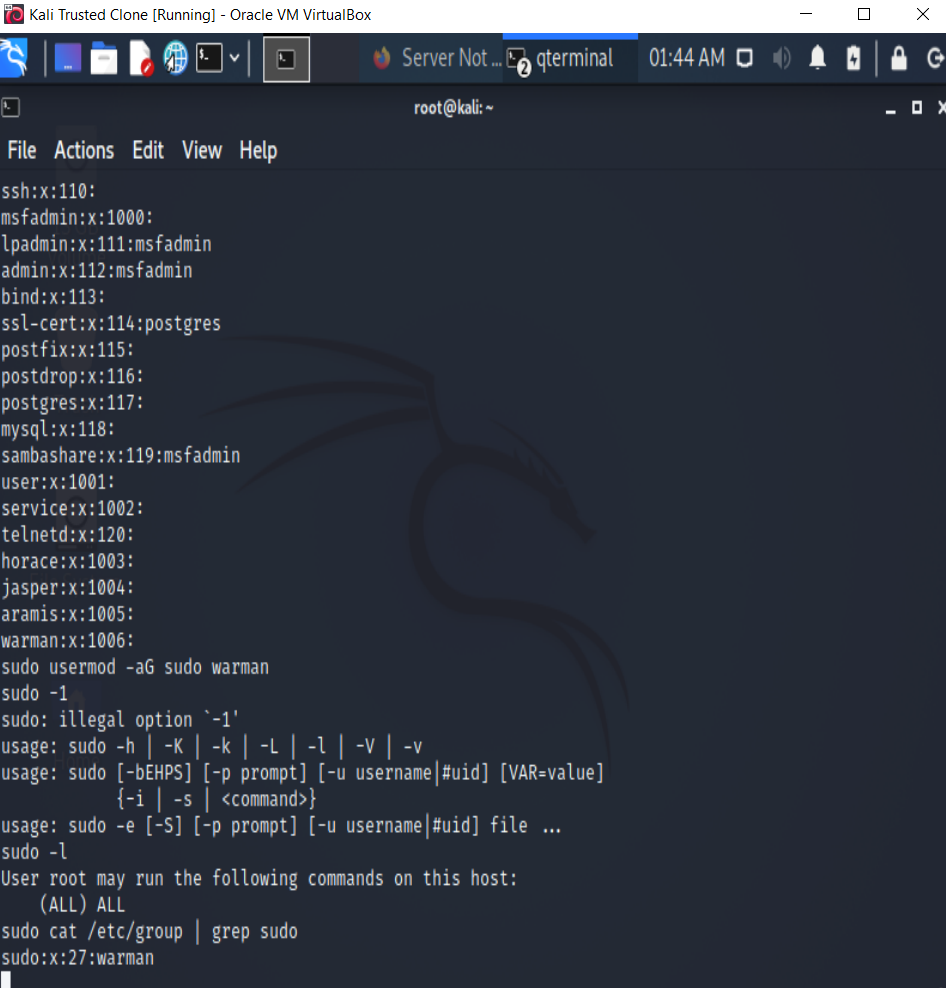 Kali Trusted Clone [Running] - Oracle VM VirtualBox
Server Not ... 2 qterminal 01:44 AM
root@kali: ~
File Actions Edit View Help
ssh:x:110:
msfadmin:x:1000:
lpadmin:x:111:msfadmin
admin:x:112:msfadmin
bind:x:113:
ssl-cert:x:114:postgres
postfix:x:115:
postdrop:x:116:
postgres:x:117:
mysql:x:118:
sambashare:x:119:msfadmin
user:x:1001:
service:x:1002:
telnetd:x:120:
horace:x:1003:
jasper:x:1004:
aramis:x:1005:
warman:x:1006:
sudo usermod -aG sudo warman
sudo -1
sudo: illegal option `-1'
usage: sudo -h | -K | -k | -L | -l | -V | -v
usage: sudo [-bEHPS] [-p prompt] [-u username|#uid] [VAR=value]
            {-i | -s | <command>}
usage: sudo -e [-S] [-p prompt] [-u username|#uid] file ...
sudo -l
User root may run the following commands on this host:
    (ALL) ALL
sudo cat /etc/group | grep sudo
sudo:x:27:warman